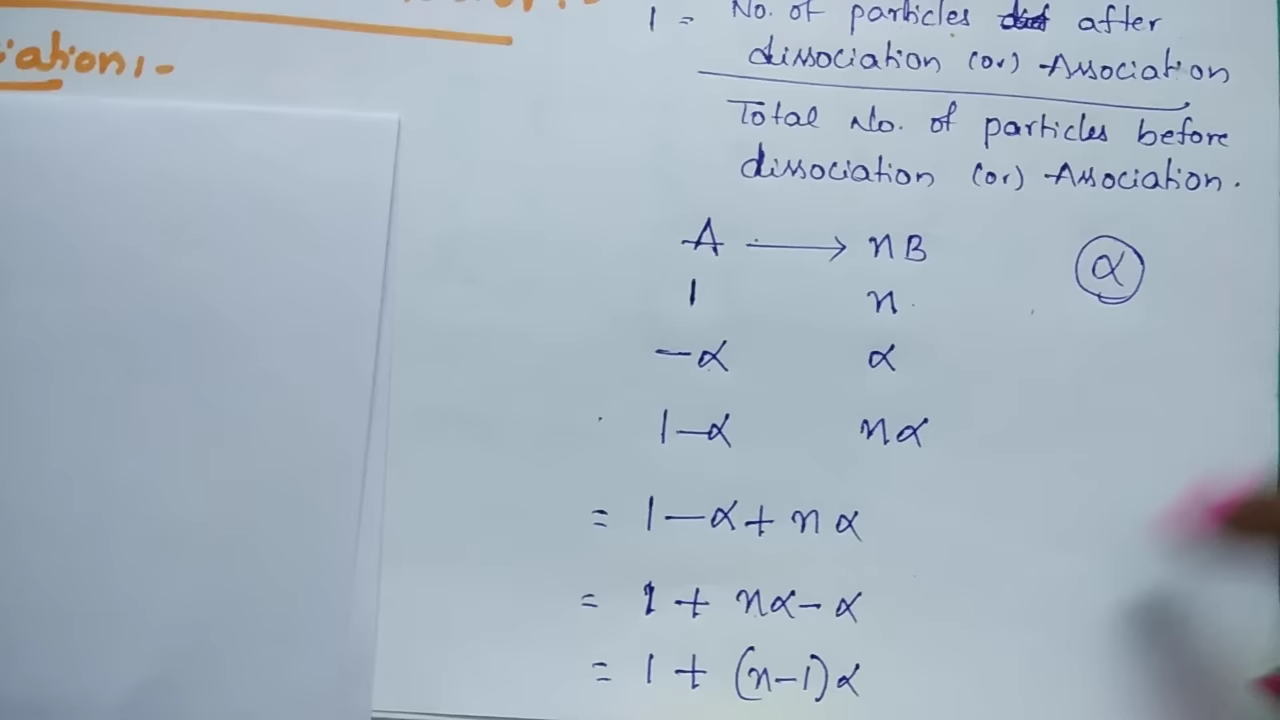 i = No. of particles after
dissociation (or) Association
Total No. of particles before
dissociation (or) Association.
A → nB
α
1 n
-α α
1-α nα
= 1-α+nα
= 1+nα-α
= 1+(n-1)α